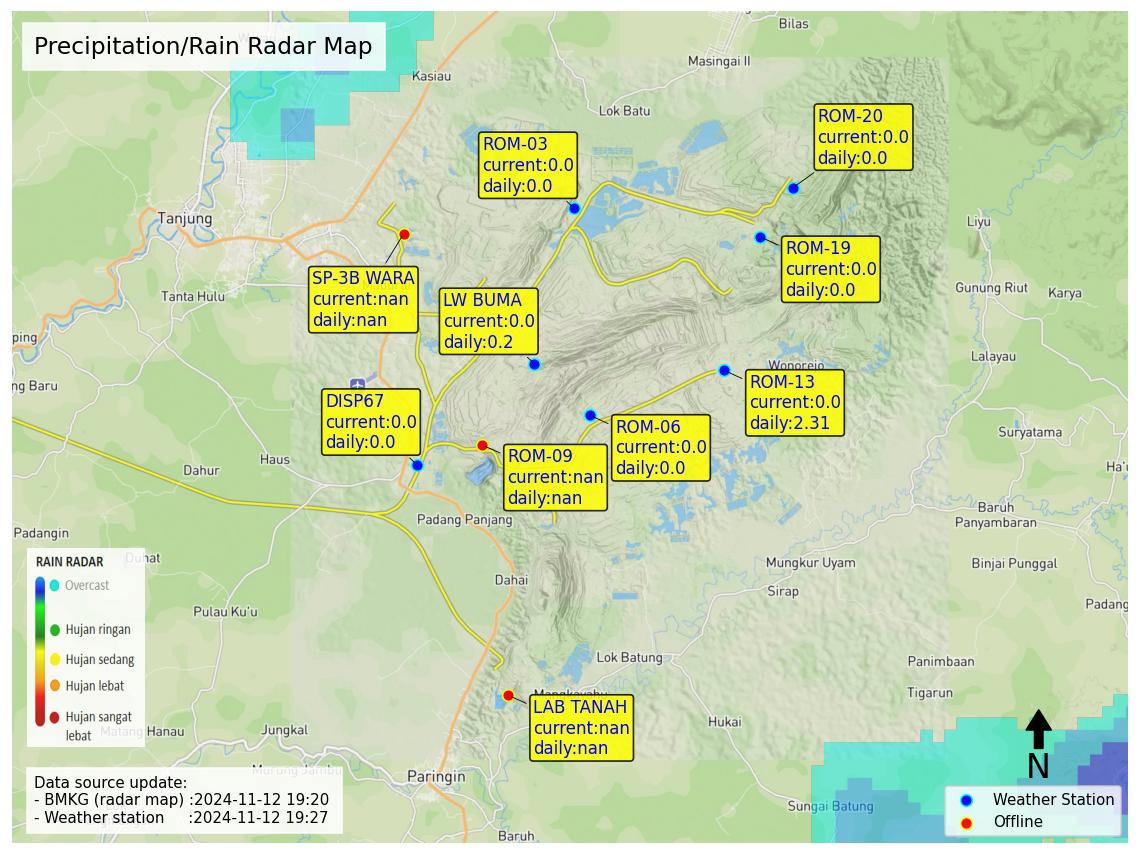 Precipitation/Rain Radar Map
Bilas
Masingai II
Kasiau
Lok Batu
ROM-20
current:0.0
daily:0.0
ROM-03
current:0.0
daily:0.0
Tanjung
Liyu
ROM-19
current:0.0
daily:0.0
SP-3B WARA
current:nan
daily:nan
Tanta Hulu
LW BUMA
current:0.0
daily:0.2
Gunung Riut
Karya
ping
Lalayau
Wonorejo
ng Baru
ROM-13
current:0.0
daily:2.31
DISP67
current:0.0
daily:0.0
ROM-06
current:0.0
daily:0.0
Suryatama
ROM-09
current:nan
daily:nan
Haus
Dahur
Ha'u
Baruh
Panyambaran
Padang Panjang
Padangin
Duhat
Mungkur Uyam
Binjai Punggal
RAIN RADAR
Overcast
Hujan ringan
Hujan sedang
Hujan lebat
Hujan sangat
lebat
Dahai
Sirap
Padang
Pulau Ku'u
Lok Batung
Panimbaan
Tigarun
Mangkayahu
LAB TANAH
current:nan
daily:nan
Matang Hanau
Jungkal
Hukai
Murung Jambu
Paringin
N
Data source update:
- BMKG (radar map) :2024-11-12 19:20
- Weather station :2024-11-12 19:27
Sungai Batung
Weather Station
Offline
Baruh